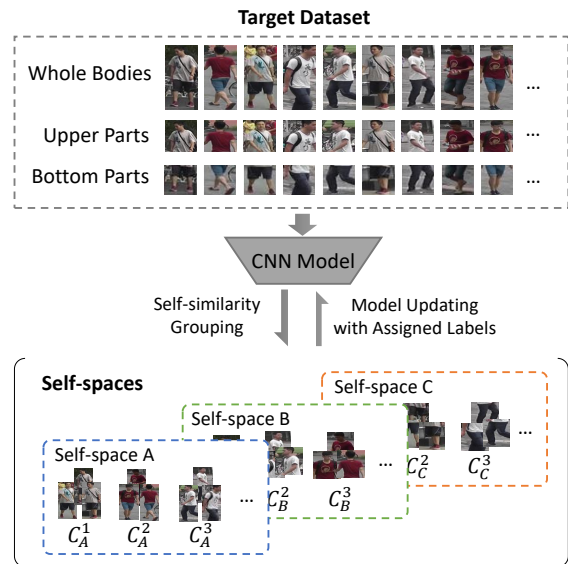 Target Dataset
Whole Bodies
...
Upper Parts
...
Bottom Parts
...
CNN Model
Self-similarity
Grouping
Model Updating
with Assigned Labels
Self-spaces
Self-space C
Self-space B
Self-space A
...
...
...
C_A^1 C_A^2 C_A^3
C_B^2 C_B^3
C_C^2 C_C^3